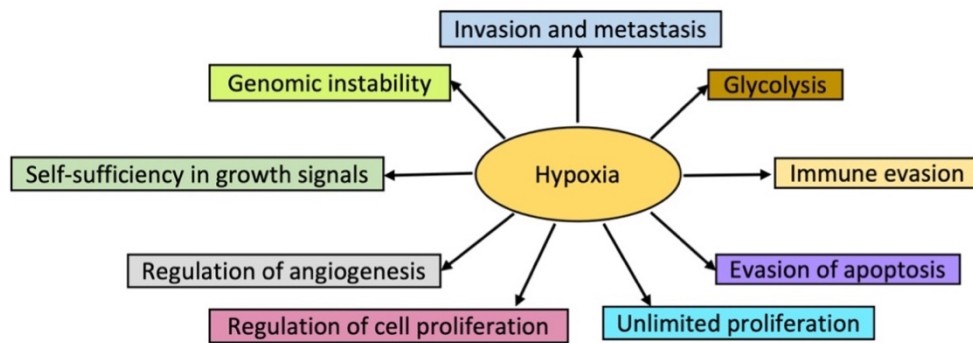 Invasion and metastasis
Genomic instability
Glycolysis
Self-sufficiency in growth signals
Hypoxia
Immune evasion
Regulation of angiogenesis
Evasion of apoptosis
Regulation of cell proliferation
Unlimited proliferation